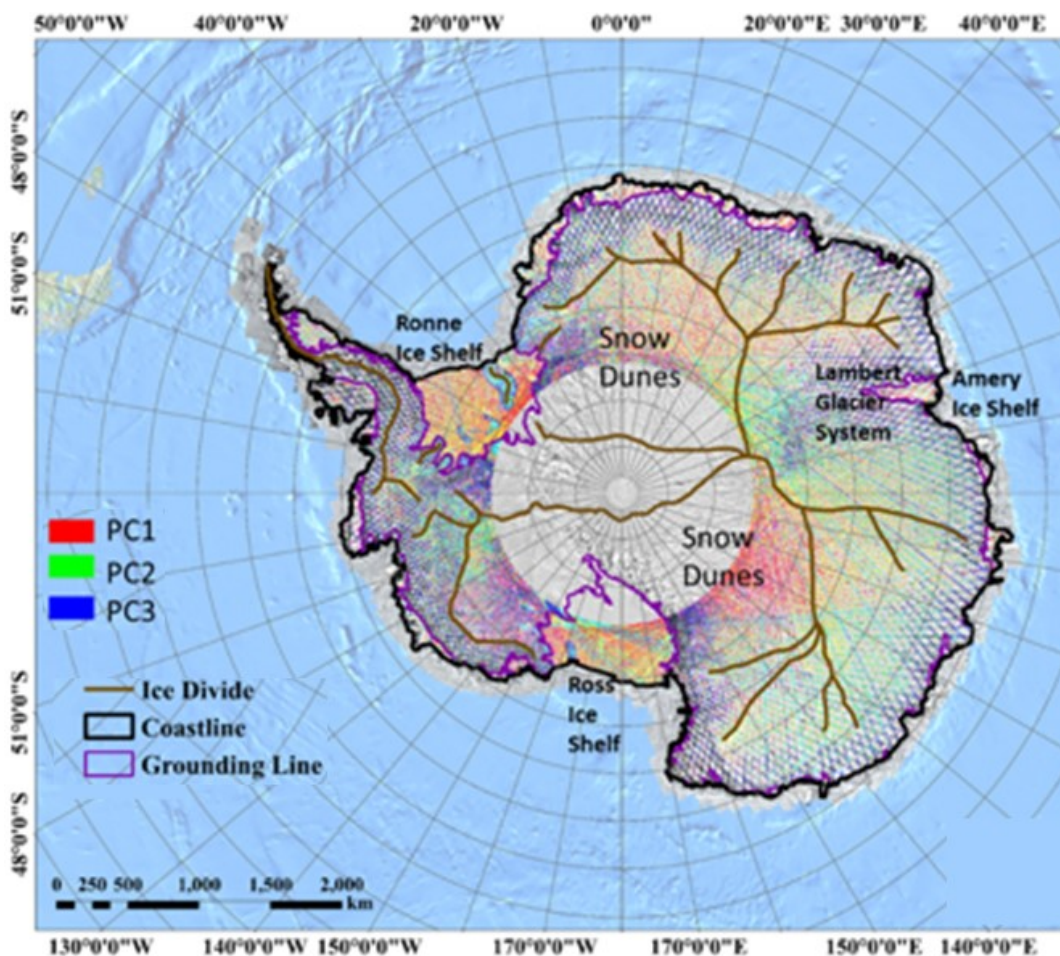 50°0'0"W
40°0'0"W
20°0'0"W
0°0'0"E
20°0'0"E
30°0'0"E
40°0'0"E
48°0'0"S
51°0'0"S
Ronne
Ice Shelf
Snow
Dunes
Lambert
Glacier
System
Amery
Ice Shelf
Snow
Dunes
PC1
PC2
PC3
Ross
Ice
Shelf
Ice Divide
Coastline
Grounding Line
51°0'0"S
48°0'0"S
0 250 500 1,000 1,500 2,000
km
130°0'0"W
140°0'0"W
150°0'0"W
170°0'0"W
170°0'0"E
150°0'0"E
140°0'0"E